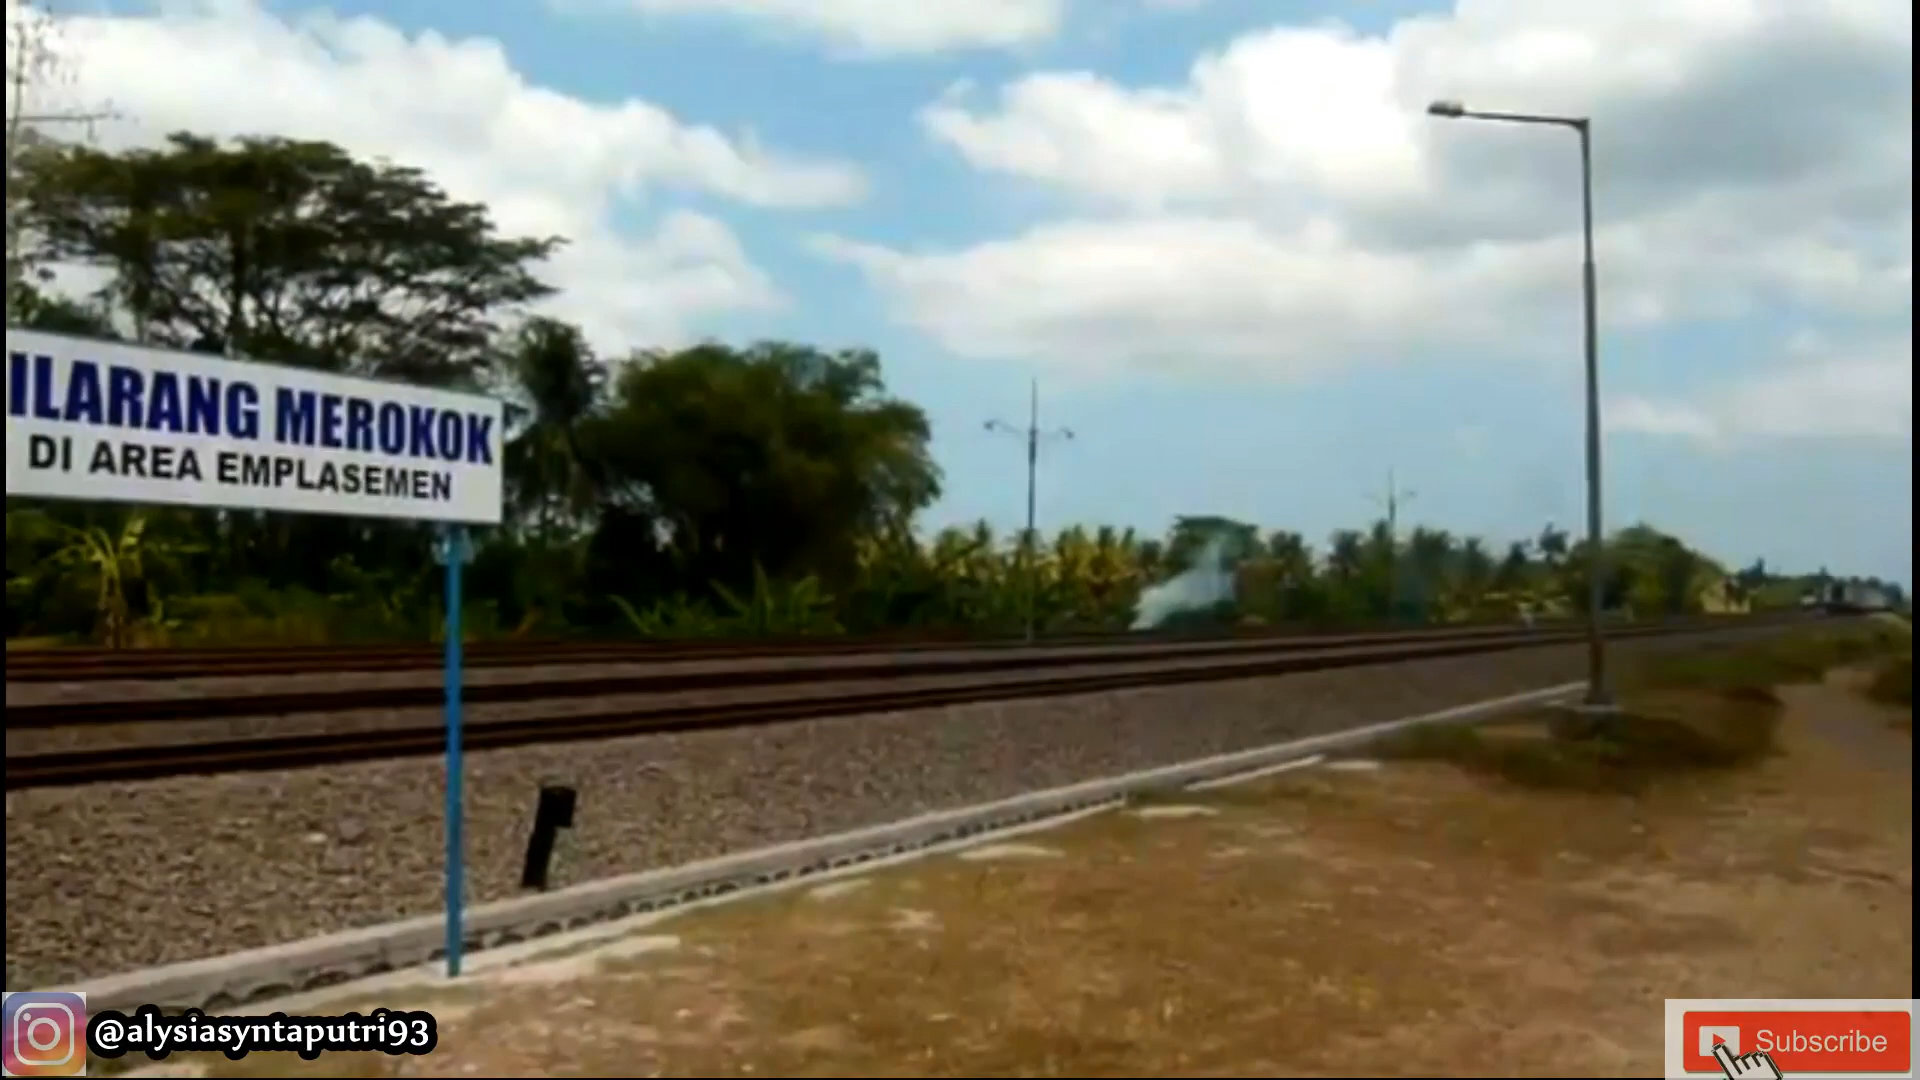 ILARANG MEROKOK
DI AREA EMPLASEMEN
@alysiasyntaputri93
Subscribe